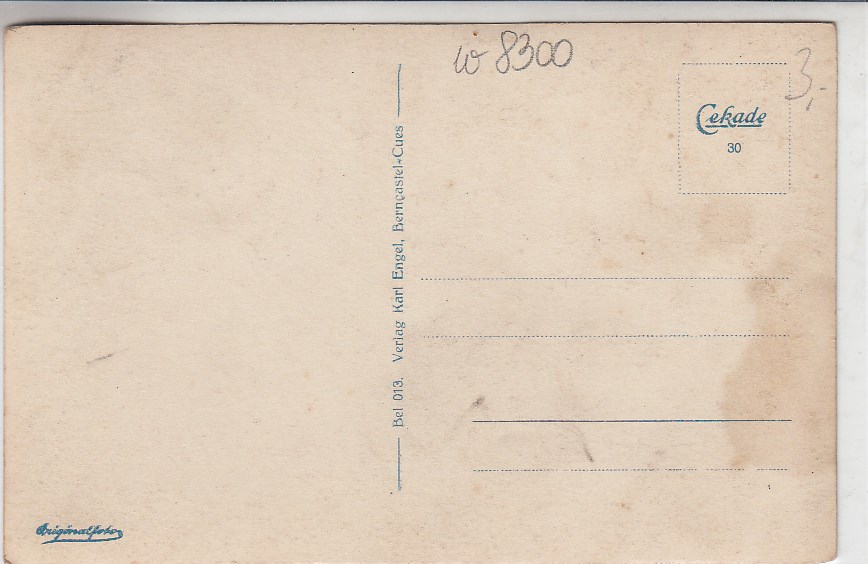 w 8300
3,-
Cekade
30
Bel 013. Verlag Karl Engel, Berncastel-Cues
Originalfoto